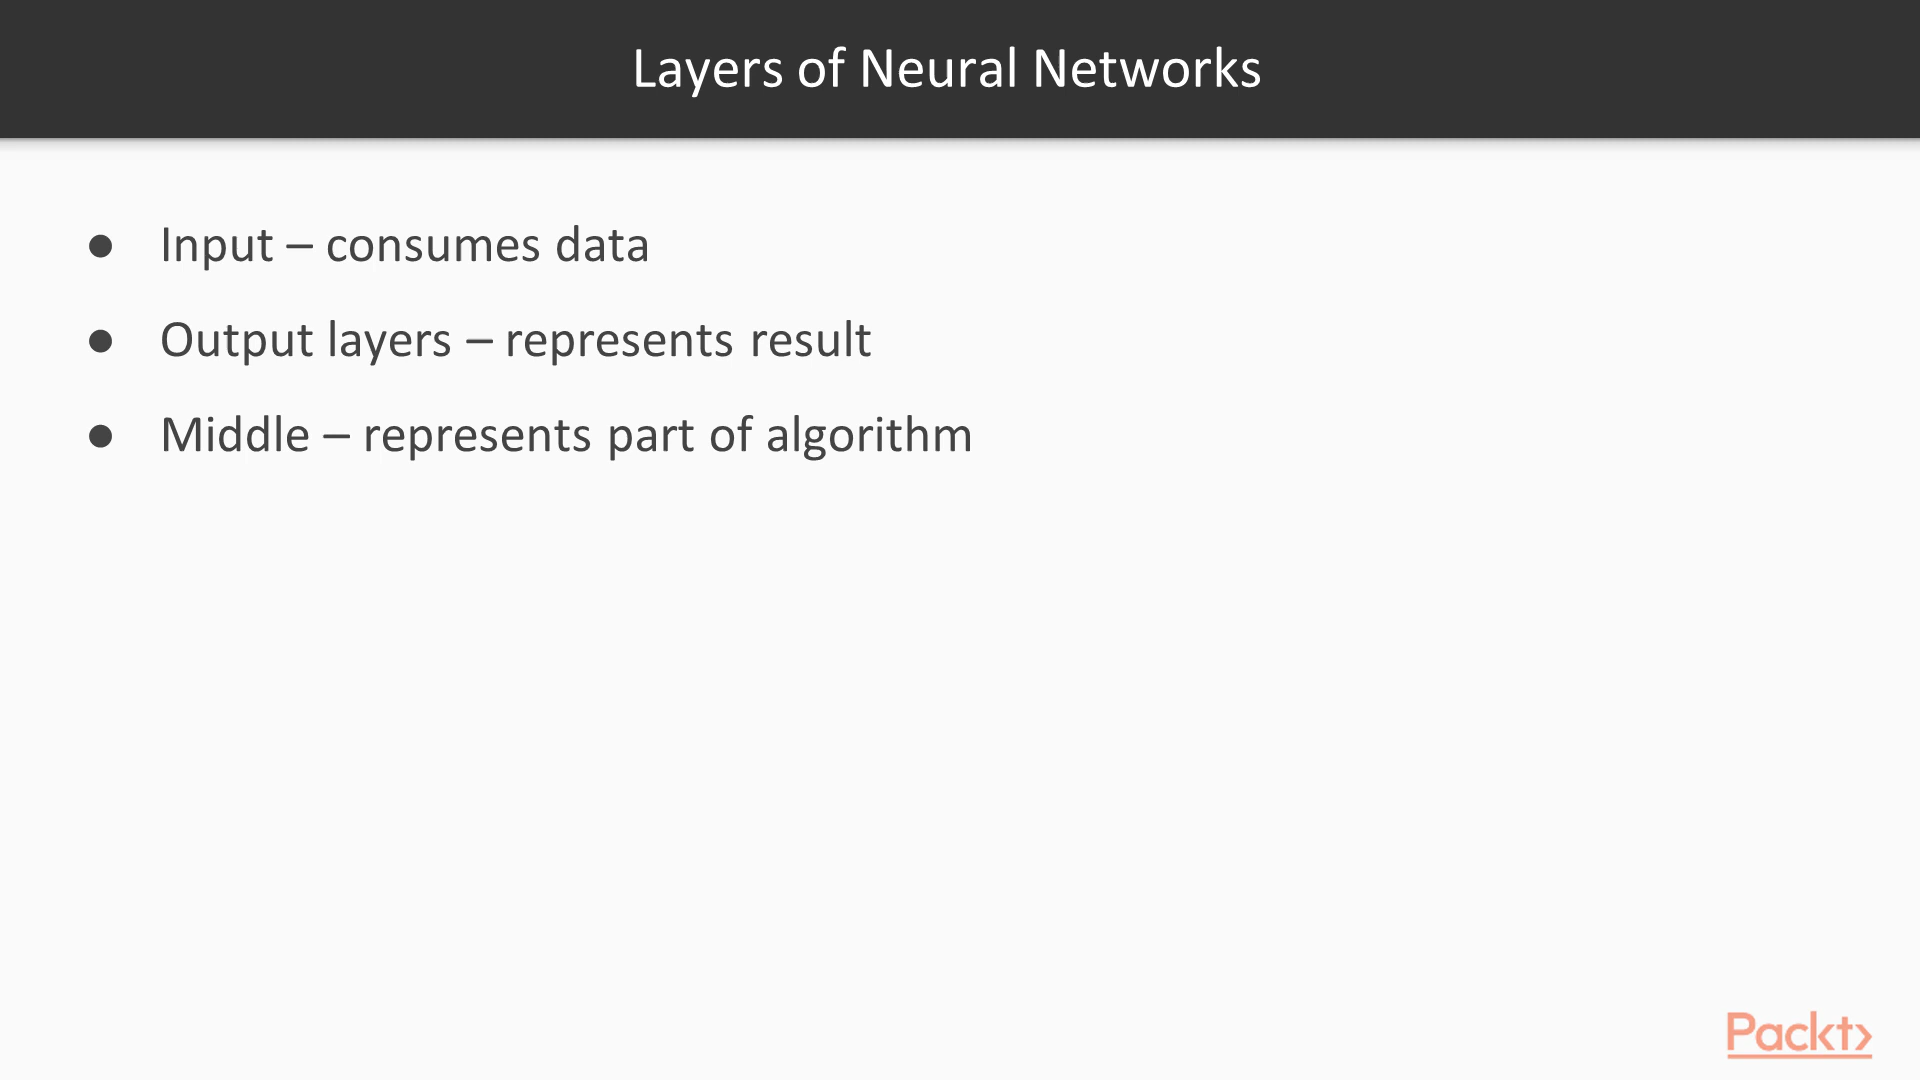 Layers of Neural Networks
● Input – consumes data
● Output layers – represents result
● Middle – represents part of algorithm
Packt>